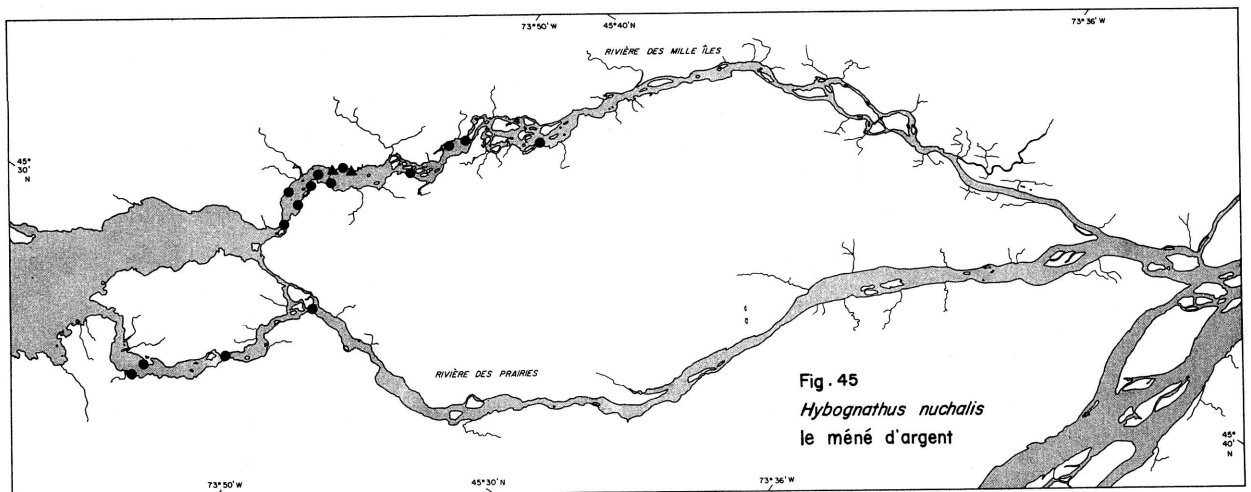 73° 50' W
45° 40' N
73° 36' W
RIVIÈRE DES MILLE ÎLES
45°
30'
N
RIVIÈRE DES PRAIRIES
Fig. 45
Hybognathus nuchalis
le méné d'argent
45°
40'
N
73° 50' W
45° 30' N
73° 36' W